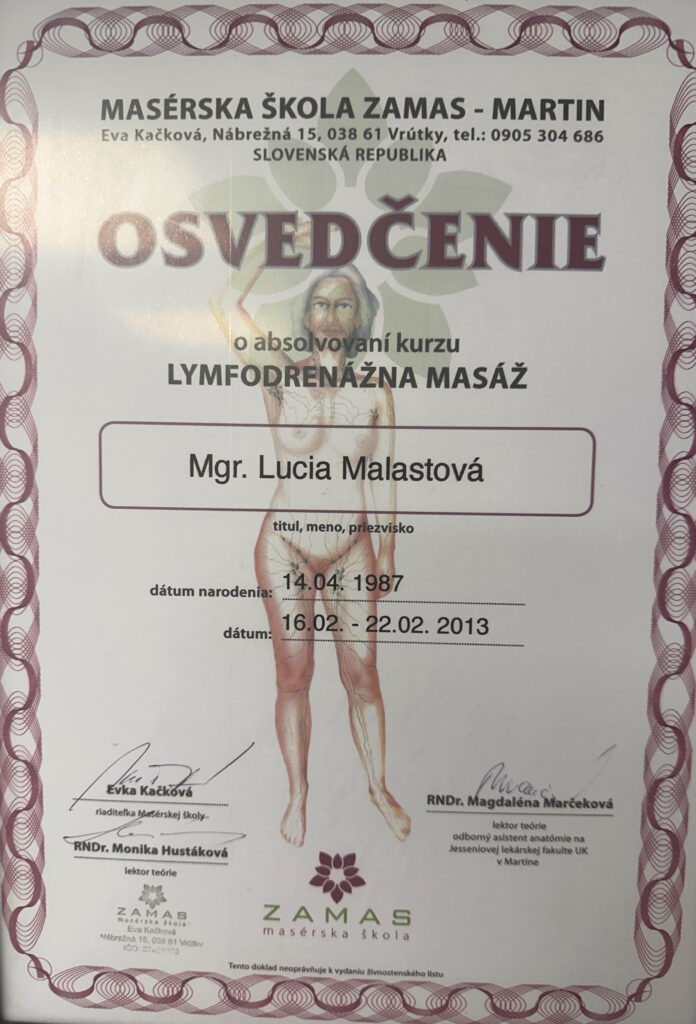 MASÉRSKA ŠKOLA ZAMAS - MARTIN
Eva Kačková, Nábrežná 15, 038 61 Vrútky, tel.: 0905 304 686
SLOVENSKÁ REPUBLIKA
OSVEDČENIE
o absolvovaní kurzu
LYMFODRENÁŽNA MASÁŽ
Mgr. Lucia Malastová
titul, meno, priezvisko
dátum narodenia: 14.04. 1987
dátum: 16.02. - 22.02. 2013
Evka Kačková
riaditeľka Masérskej školy
RNDr. Monika Hustáková
lektor teórie
RNDr. Magdaléna Marčeková
lektor teórie
odborný asistent anatómie na
Jesseniovej lekárskej fakulte UK
v Martine
ZAMAS
masérska škola
Eva Kačková
Nábrežná 15, 038 61 Vrútky
IČO:
ZAMAS
masérska škola
Tento doklad neoprávňuje k vydaniu živnostenského listu